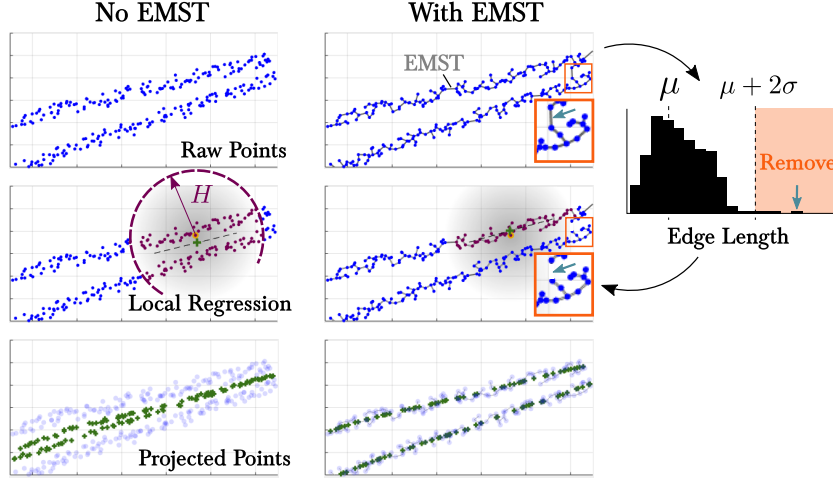 No EMST
With EMST
EMST
Raw Points
μ
μ + 2σ
Remove
Edge Length
H
Local Regression
Projected Points